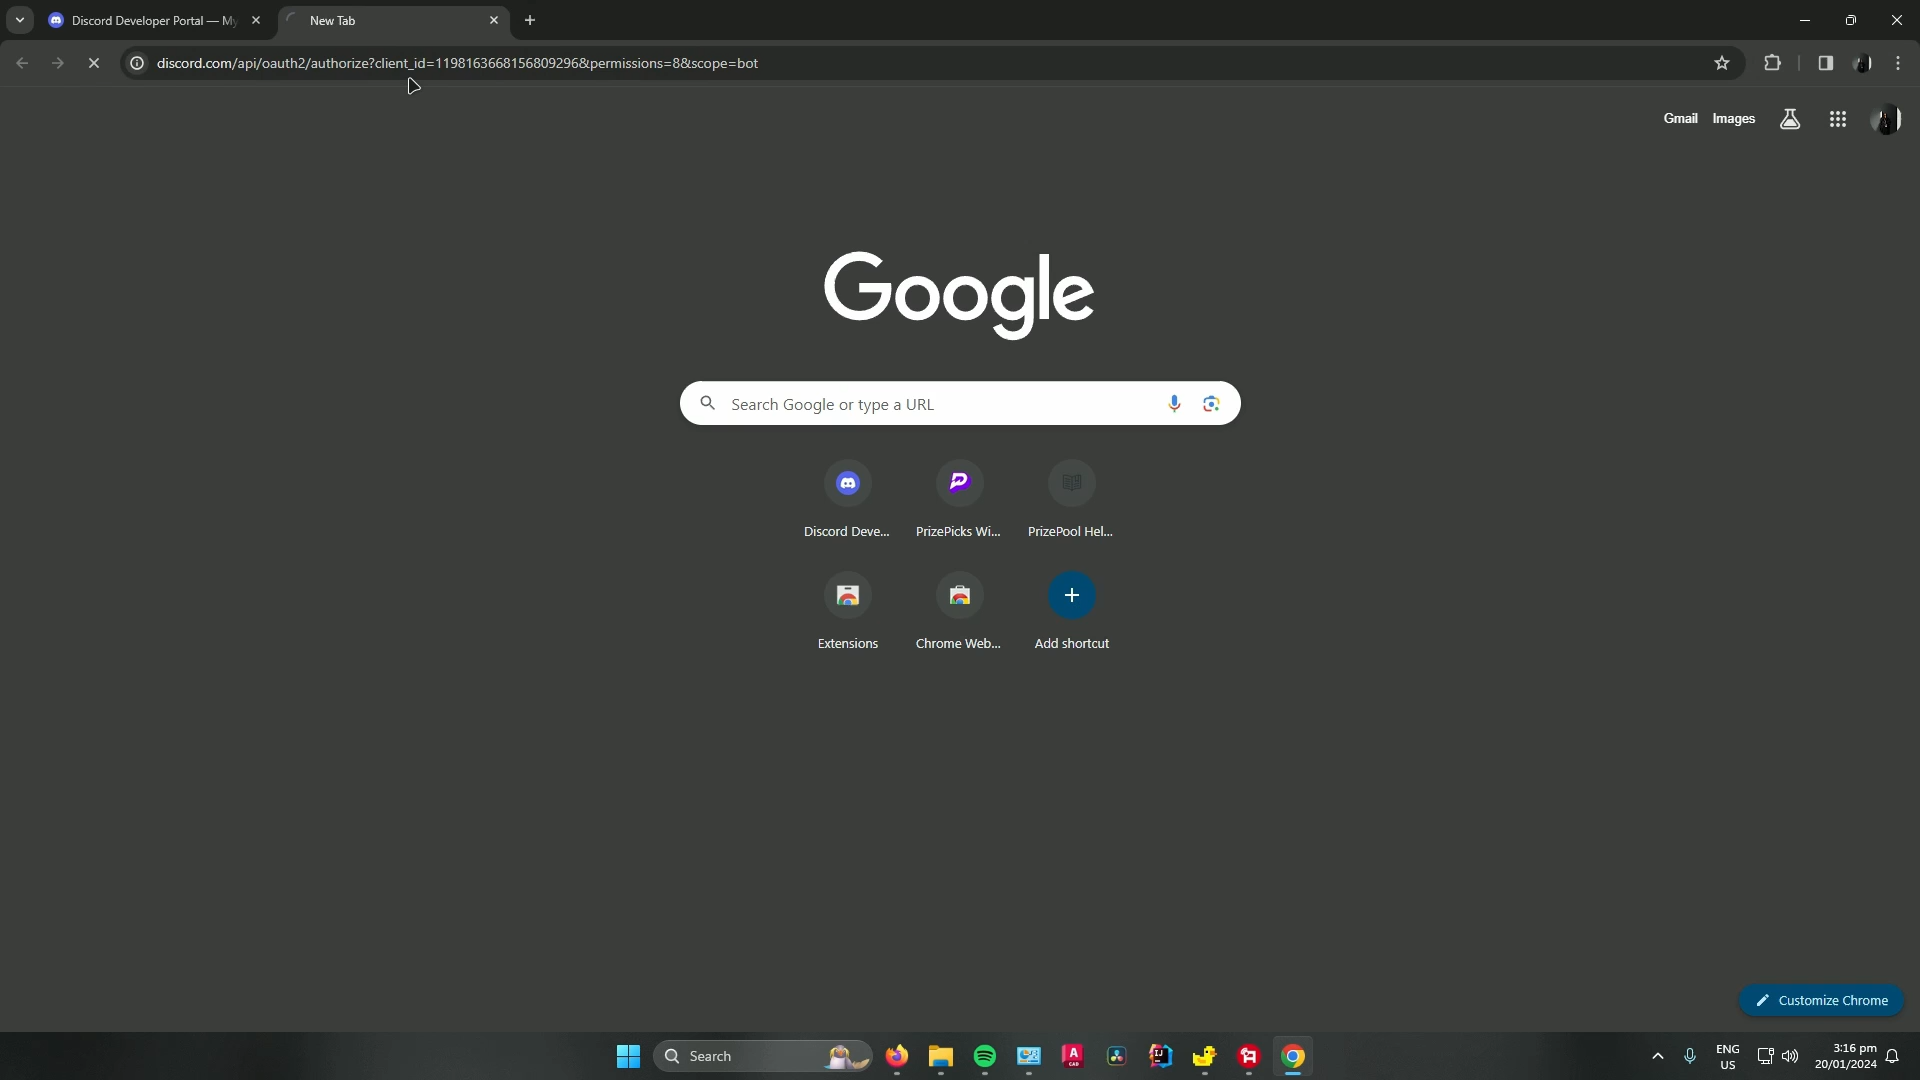 Discord Developer Portal — My
New Tab
discord.com/api/oauth2/authorize?client_id=1198163668156809296&permissions=8&scope=bot
Gmail Images
Google
Search Google or type a URL
Discord Deve... PrizePicks Wi... PrizePool Hel...
Extensions Chrome Web... Add shortcut
Customize Chrome
Search
ENG
US
3:16 pm
20/01/2024